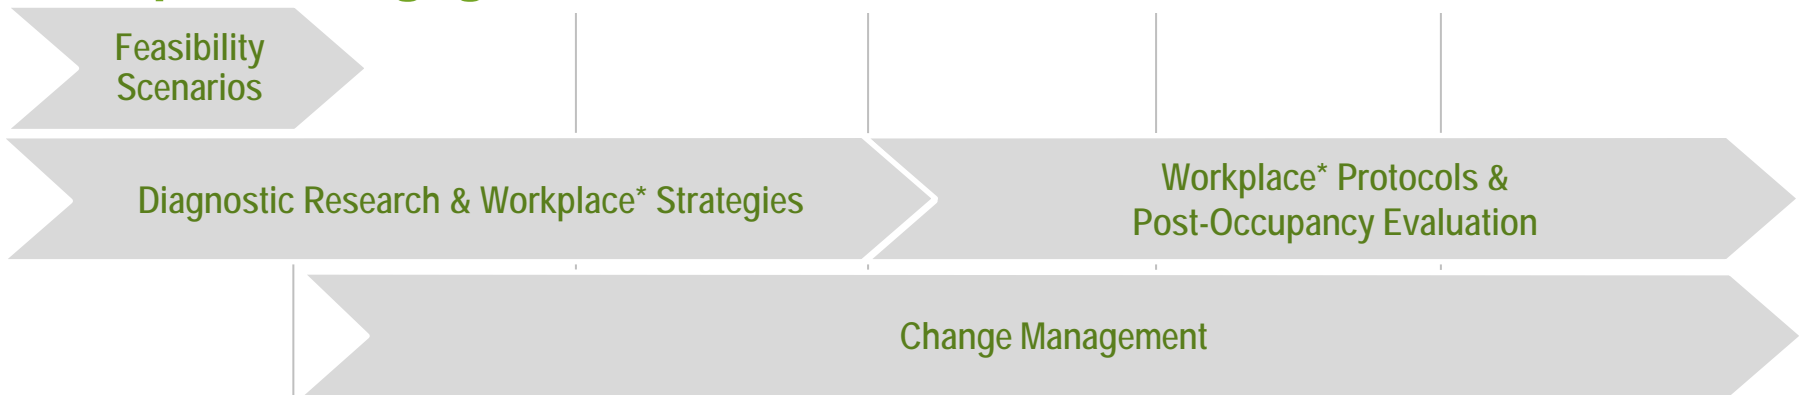 Feasibility
Scenarios
Diagnostic Research & Workplace* Strategies
Workplace* Protocols &
Post-Occupancy Evaluation
Change Management